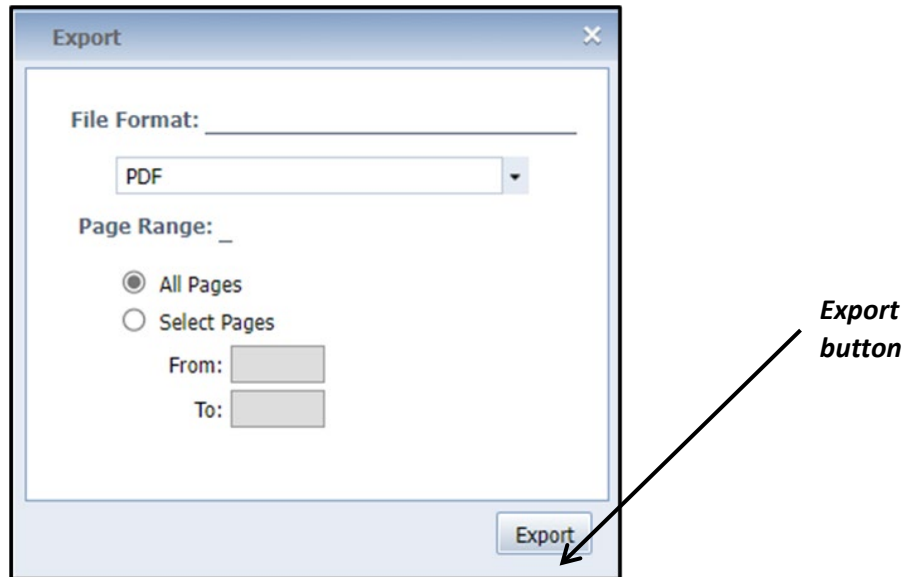 Export
File Format:
PDF
Page Range:
All Pages
Select Pages
From:
To:
Export
button
Export